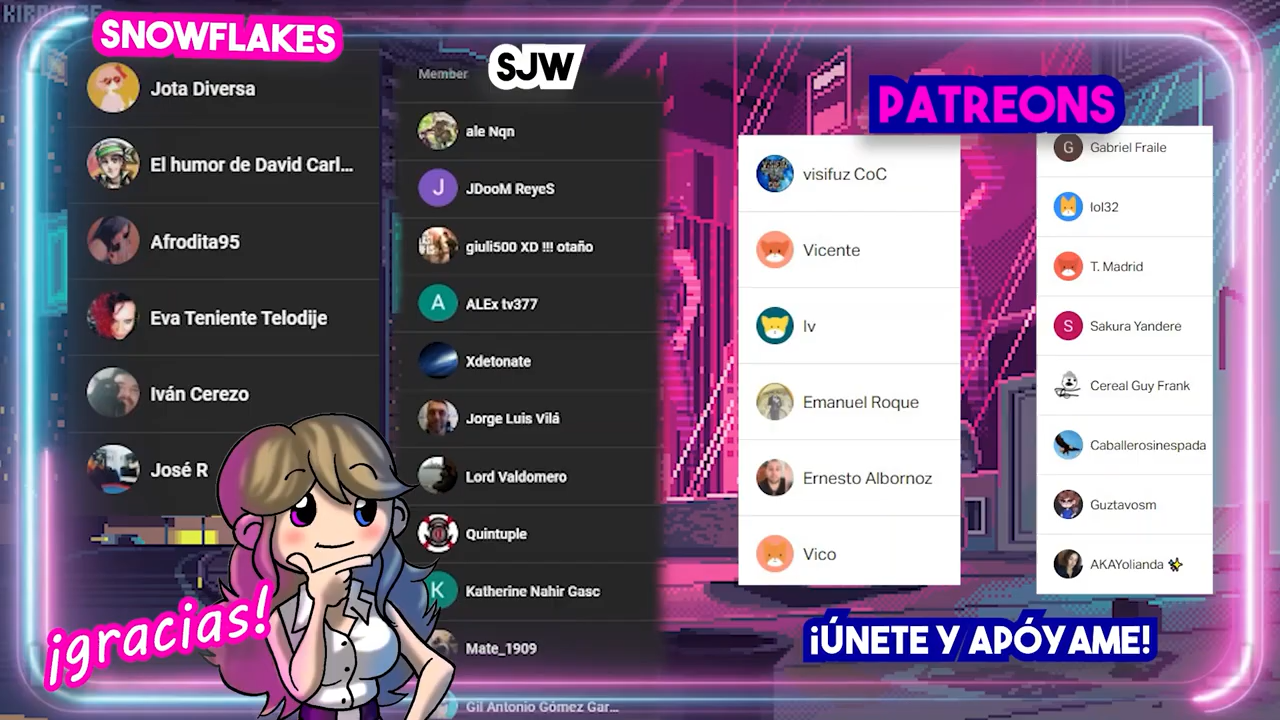 KIROKAZE
SNOWFLAKES
Jota Diversa
El humor de David Carl...
Afrodita95
Eva Teniente Telodije
Iván Cerezo
José R
SJW
Member
ale Nqn
J
JDooM ReyeS
giuli500 XD !!! otaño
A
ALEx tv377
Xdetonate
Jorge Luis Vilá
Lord Valdomero
Quintuple
K
Katherine Nahir Gasc
Mate_1909
Gil Antonio Gómez Gar...
PATREONS
visifuz CoC
Vicente
lv
Emanuel Roque
Ernesto Albornoz
Vico
G
Gabriel Fraile
lol32
T. Madrid
S
Sakura Yandere
Cereal Guy Frank
Caballerosinespada
Guztavosm
AKAYolianda ✨
¡gracias!
¡ÚNETE Y APÓYAME!